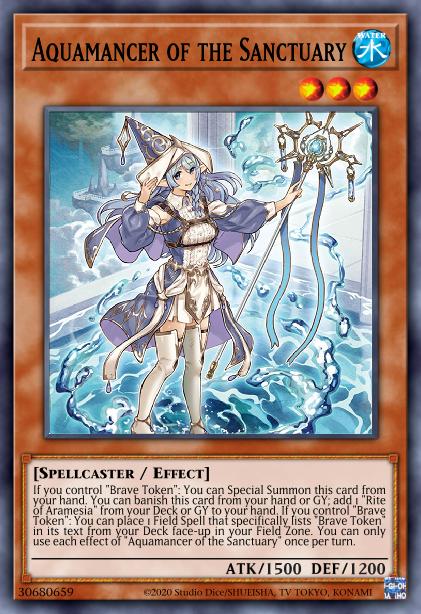 Aquamancer of the Sanctuary
WATER
水
[Spellcaster / Effect]
If you control "Brave Token": You can Special Summon this card from
your hand. You can banish this card from your hand or GY; add 1 "Rite
of Aramesia" from your Deck or GY to your hand. If you control "Brave
Token": You can place 1 Field Spell that specifically lists "Brave Token"
in its text from your Deck face-up in your Field Zone. You can only
use each effect of "Aquamancer of the Sanctuary" once per turn.
ATK/1500 DEF/1200
30680659
©2020 Studio Dice/SHUEISHA, TV TOKYO, KONAMI